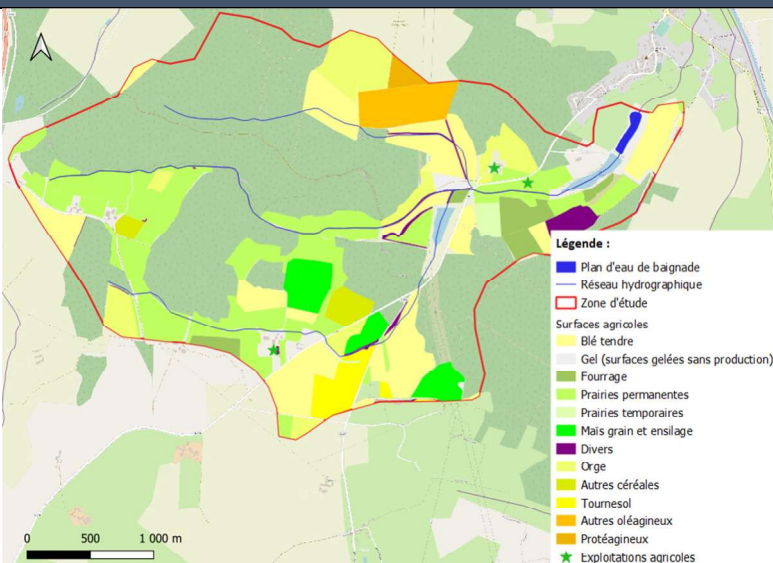 Légende :
Plan d'eau de baignade
Réseau hydrographique
Zone d'étude
Surfaces agricoles
Blé tendre
Gel (surfaces gelées sans production)
Fourrage
Prairies permanentes
Prairies temporaires
Maïs grain et ensilage
Divers
Orge
Autres céréales
Tournesol
Autres oléagineux
Protéagineux
Exploitations agricoles
0 500 1 000 m